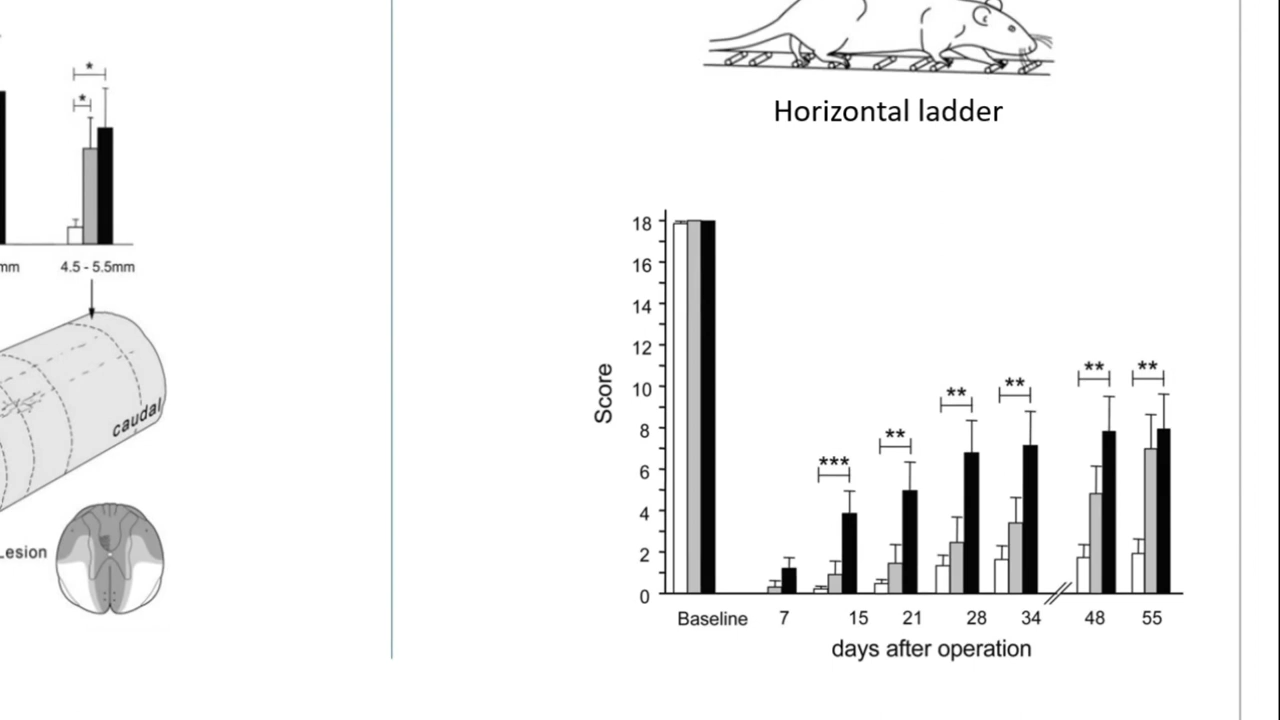 *
*
mm 4.5 - 5.5mm
caudal
Lesion
Horizontal ladder
Score
18
16
14
12
10
8
6
4
2
0
***
**
**
**
**
**
Baseline 7 15 21 28 34 48 55
days after operation